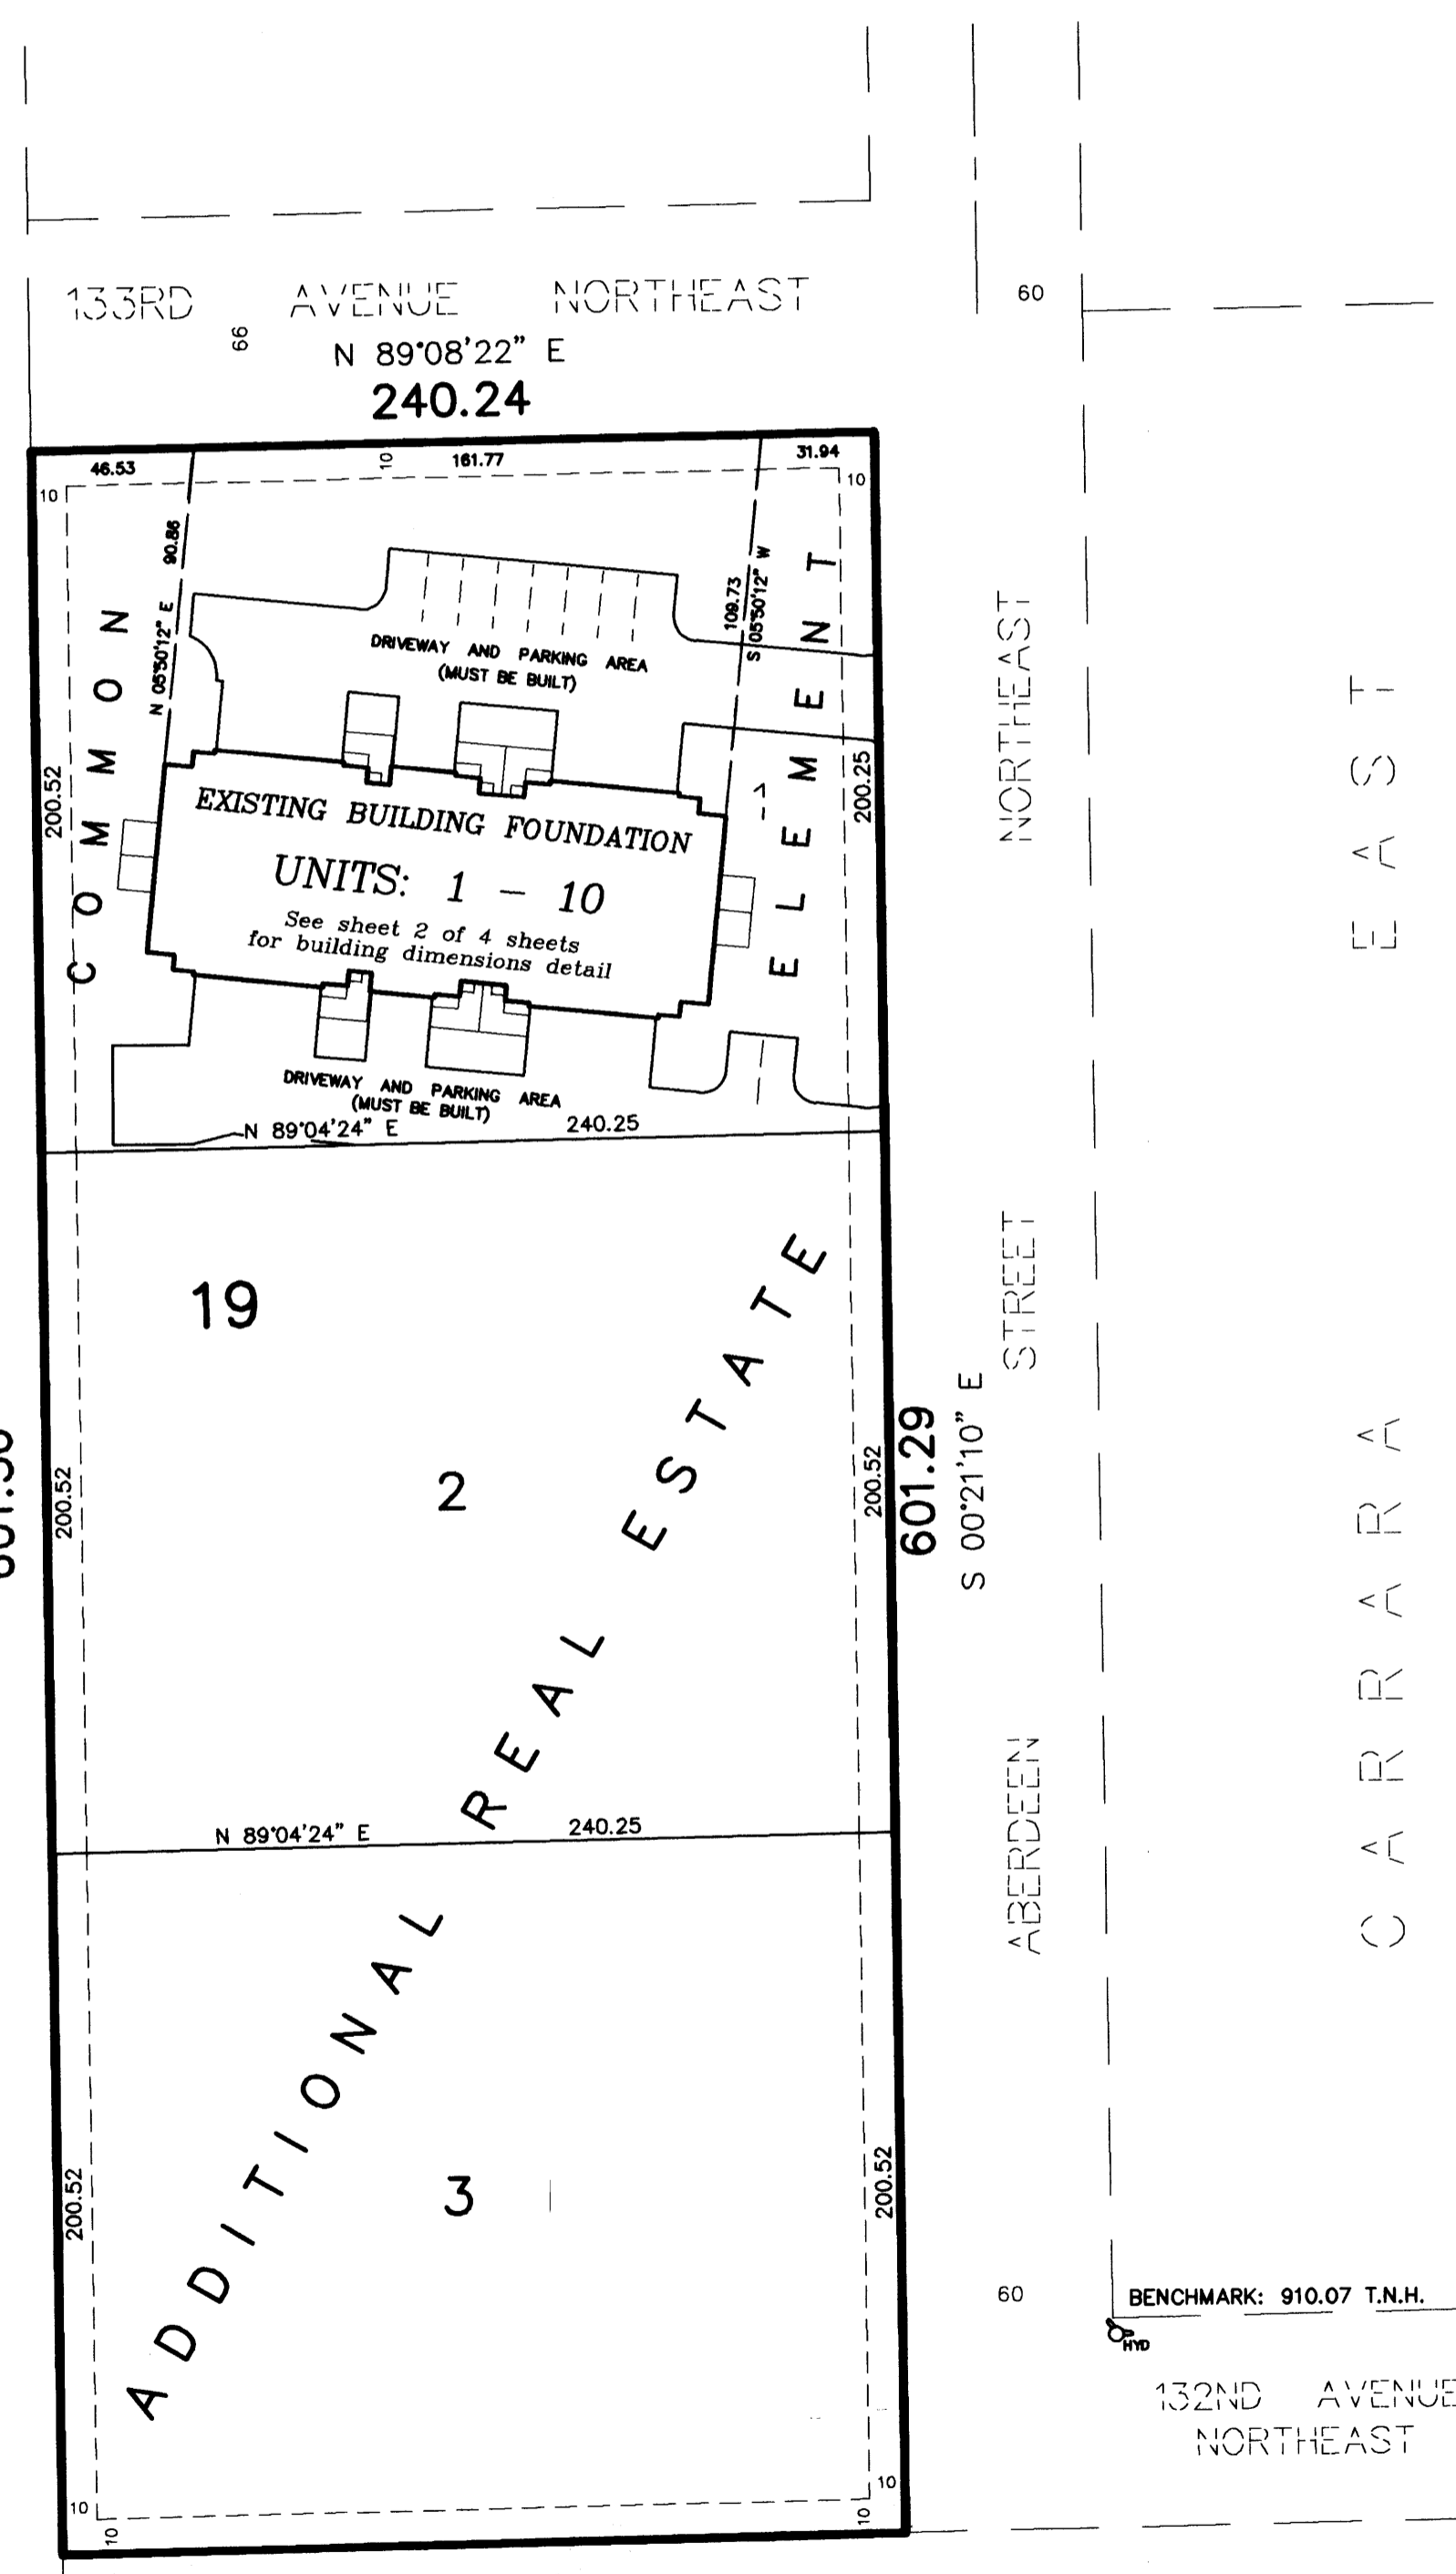 133RD AVENUE NORTHEAST
66
N 89°08'22" E
240.24
60
46.53
10
161.77
31.94
10
10
N 05°50'12" E 90.86
109.73
S 05°50'12" W
DRIVEWAY AND PARKING AREA
(MUST BE BUILT)
COMMON
ELEMENT
200.52
200.25
EXISTING BUILDING FOUNDATION
UNITS: 1 - 10
See sheet 2 of 4 sheets
for building dimensions detail
DRIVEWAY AND PARKING AREA
(MUST BE BUILT)
N 89°04'24" E 240.25
19
2
200.52
200.52
601.29
S 00°21'10" E
ABERDEEN STREET NORTHEAST
CARRARA EAST
ADDITIONAL REAL ESTATE
N 89°04'24" E 240.25
3
200.52
200.52
60
BENCHMARK: 910.07 T.N.H.
HYD
132ND AVENUE
NORTHEAST
10
10
10
10